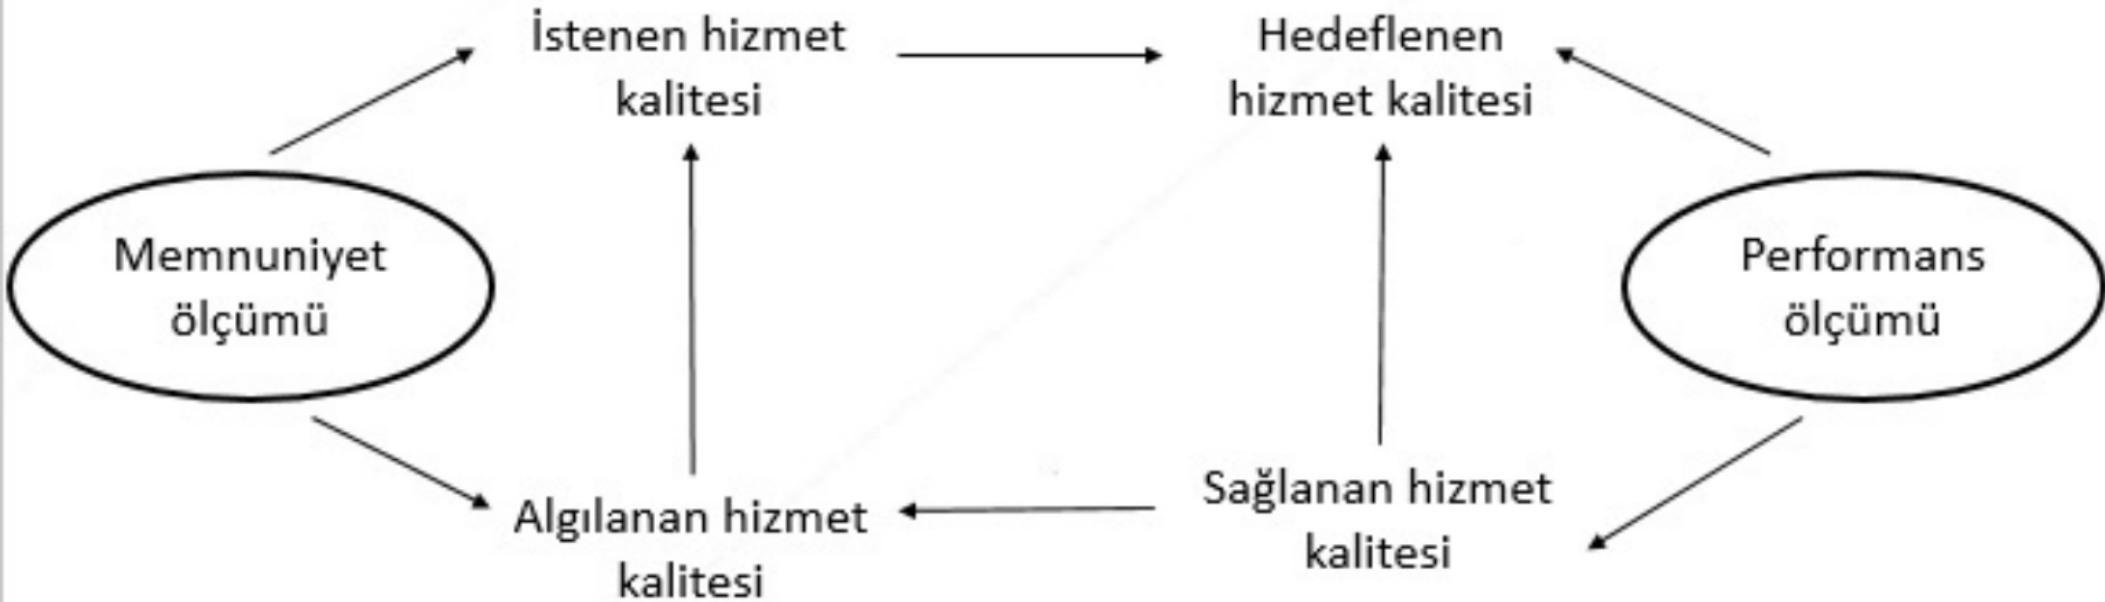 İstenen hizmet
kalitesi
Hedeflenen
hizmet kalitesi
Memnuniyet
ölçümü
Performans
ölçümü
Algılanan hizmet
kalitesi
Sağlanan hizmet
kalitesi